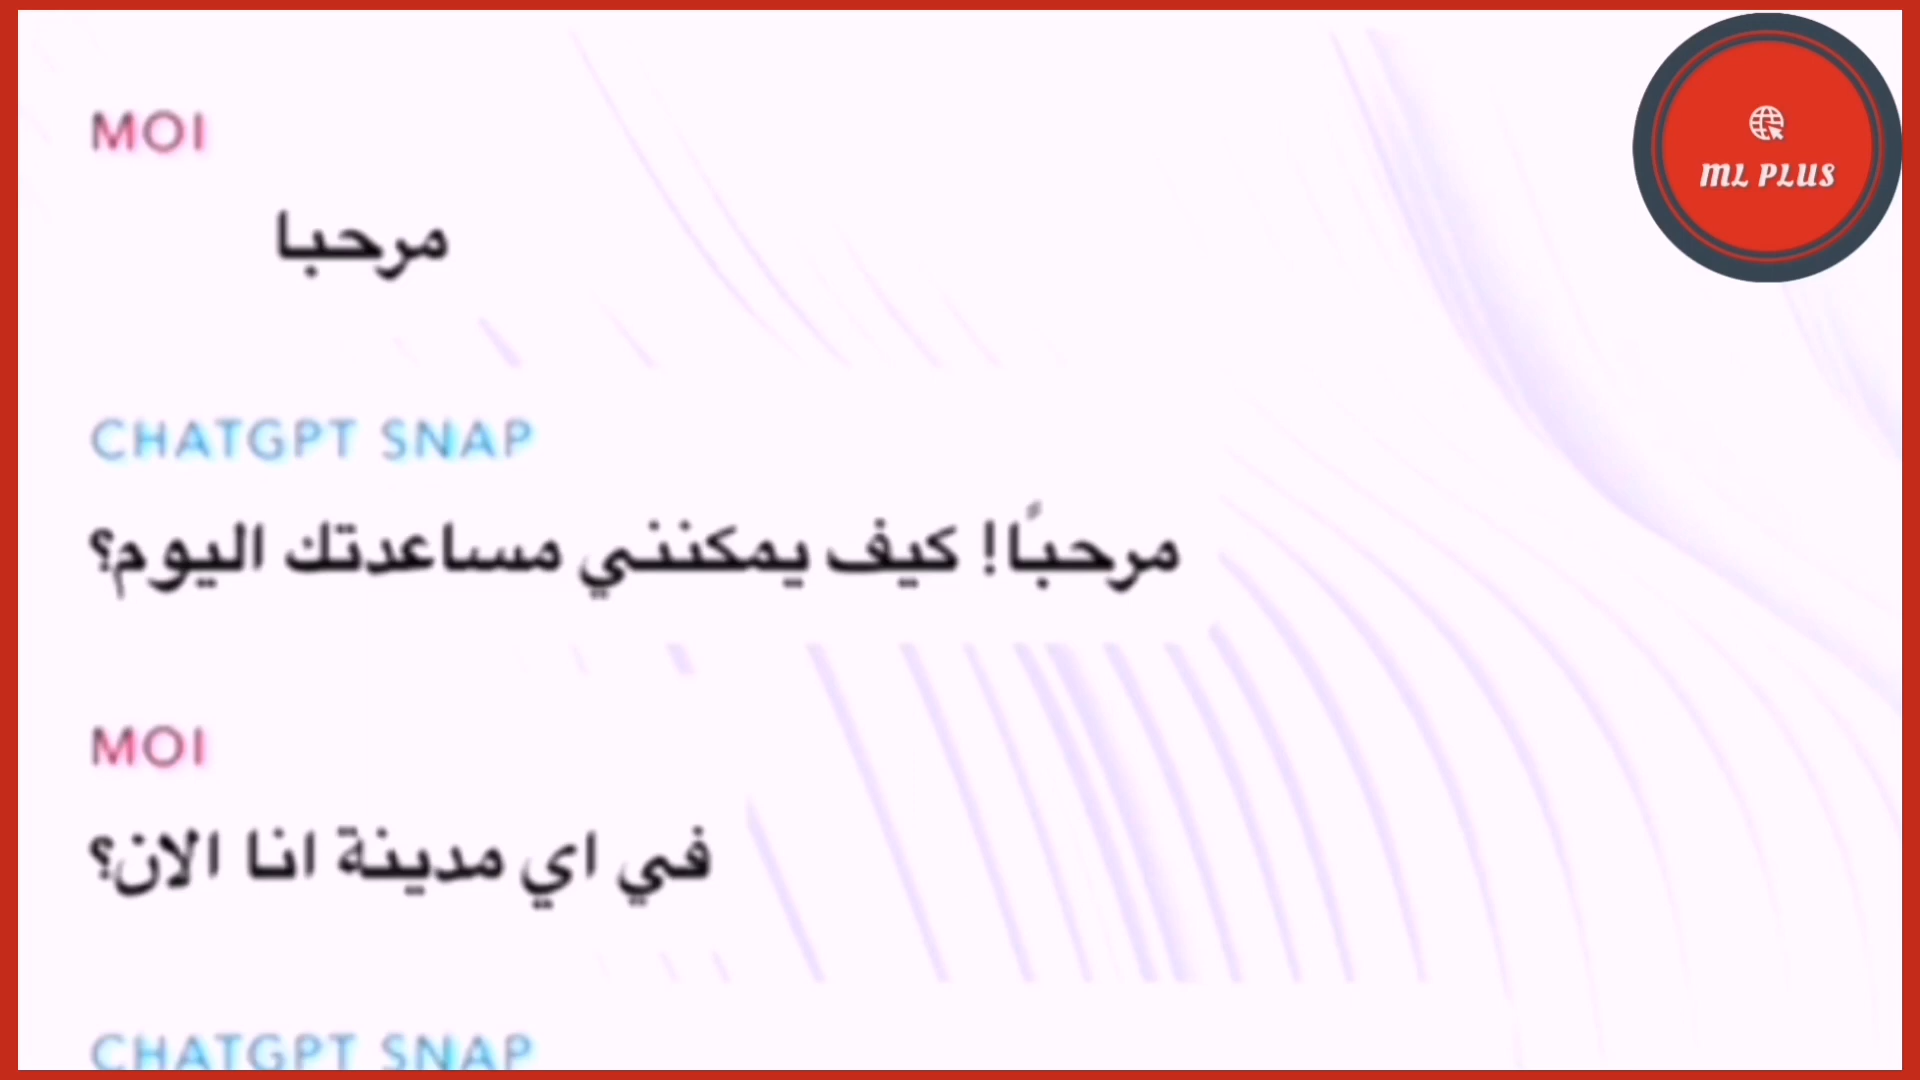 MOI
مرحبا
CHATGPT SNAP
مرحبًا! كيف يمكنني مساعدتك اليوم؟
MOI
في اي مدينة انا الان؟
CHATGPT SNAP
ML PLUS